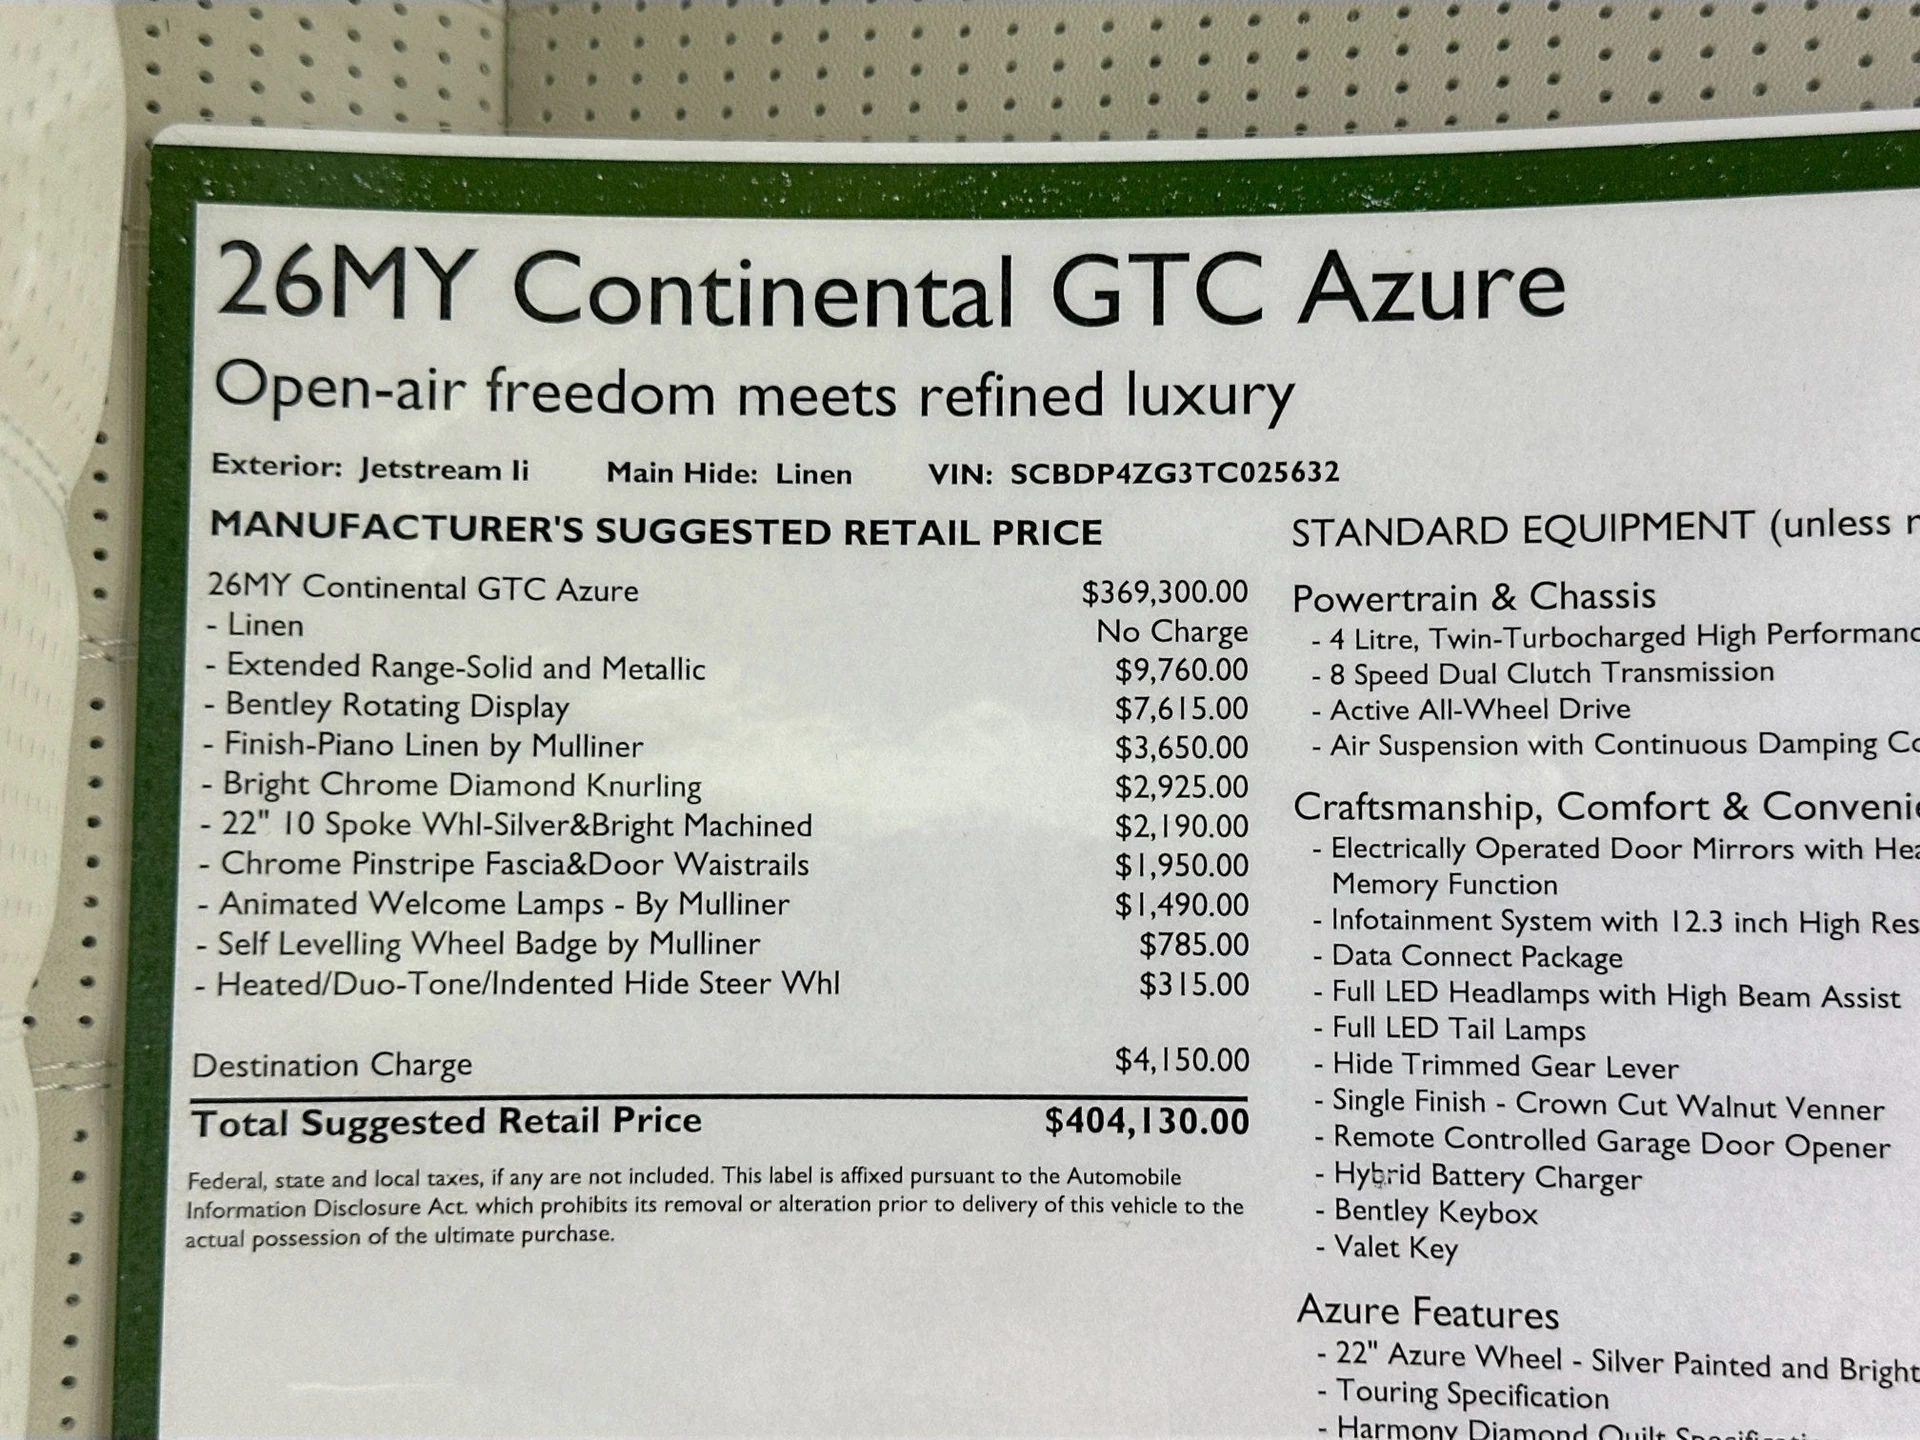 26MY Continental GTC Azure
Open-air freedom meets refined luxury
Exterior: Jetstream Ii Main Hide: Linen VIN: SCBDP4ZG3TC025632
MANUFACTURER'S SUGGESTED RETAIL PRICE
26MY Continental GTC Azure $369,300.00
- Linen No Charge
- Extended Range-Solid and Metallic $9,760.00
- Bentley Rotating Display $7,615.00
- Finish-Piano Linen by Mulliner $3,650.00
- Bright Chrome Diamond Knurling $2,925.00
- 22" 10 Spoke Whl-Silver&Bright Machined $2,190.00
- Chrome Pinstripe Fascia&Door Waistrails $1,950.00
- Animated Welcome Lamps - By Mulliner $1,490.00
- Self Levelling Wheel Badge by Mulliner $785.00
- Heated/Duo-Tone/Indented Hide Steer Whl $315.00
Destination Charge $4,150.00
Total Suggested Retail Price $404,130.00
Federal, state and local taxes, if any are not included. This label is affixed pursuant to the Automobile
Information Disclosure Act. which prohibits its removal or alteration prior to delivery of this vehicle to the
actual possession of the ultimate purchase.
STANDARD EQUIPMENT (unless
Powertrain & Chassis
- 4 Litre, Twin-Turbocharged High Performanc
- 8 Speed Dual Clutch Transmission
- Active All-Wheel Drive
- Air Suspension with Continuous Damping
Craftsmanship, Comfort & Convenie
- Electrically Operated Door Mirrors with Hea
Memory Function
- Infotainment System with 12.3 inch High Res
- Data Connect Package
- Full LED Headlamps with High Beam Assist
- Full LED Tail Lamps
- Hide Trimmed Gear Lever
- Single Finish - Crown Cut Walnut Venner
- Remote Controlled Garage Door Opener
- Hybrid Battery Charger
- Bentley Keybox
- Valet Key
Azure Features
- 22" Azure Wheel - Silver Painted and Bright
- Touring Specification
- Harmony Diamond Quilt